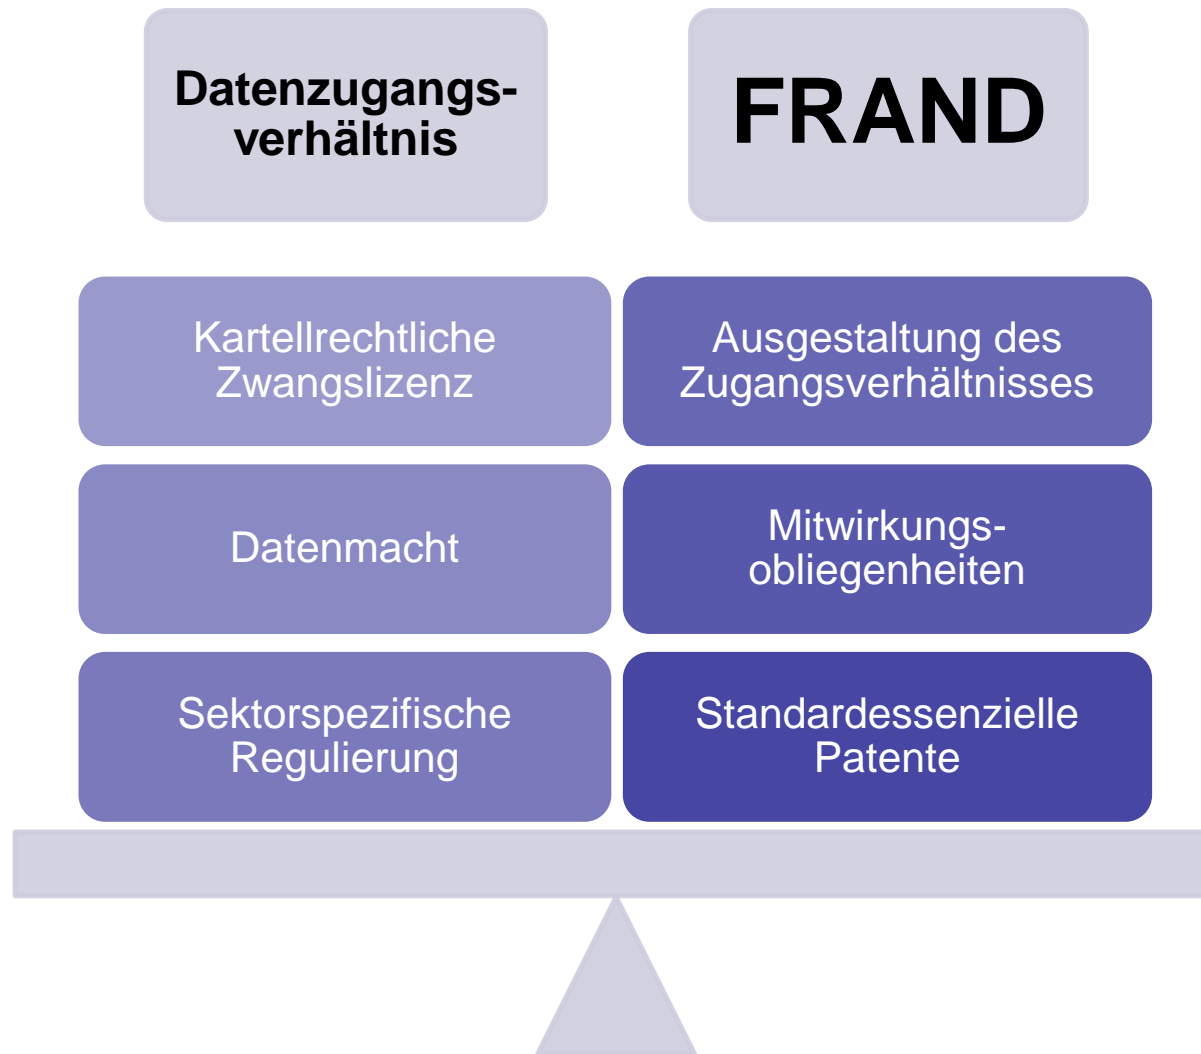 Datenzugangs-
verhältnis
FRAND
Kartellrechtliche
Zwangslizenz
Ausgestaltung des
Zugangsverhältnisses
Datenmacht
Mitwirkungs-
obliegenheiten
Sektorspezifische
Regulierung
Standardessenzielle
Patente